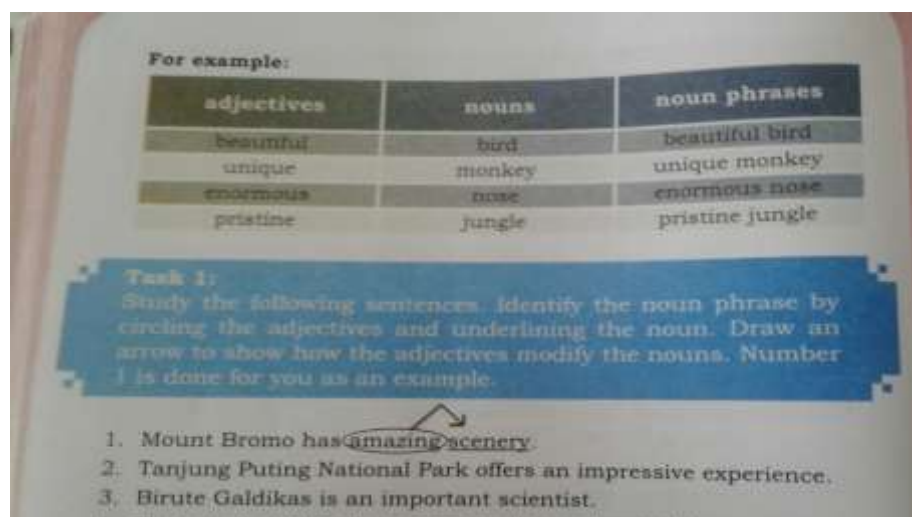 For example:
adjectives nouns noun phrases
beautiful bird beautiful bird
unique monkey unique monkey
enormous nose enormous nose
pristine jungle pristine jungle
Task 1:
Study the following sentences. Identify the noun phrase by
circling the adjectives and underlining the noun. Draw an
arrow to show how the adjectives modify the nouns. Number
1 is done for you as an example.
1. Mount Bromo has amazing scenery.
2. Tanjung Puting National Park offers an impressive experience.
3. Birute Galdikas is an important scientist.